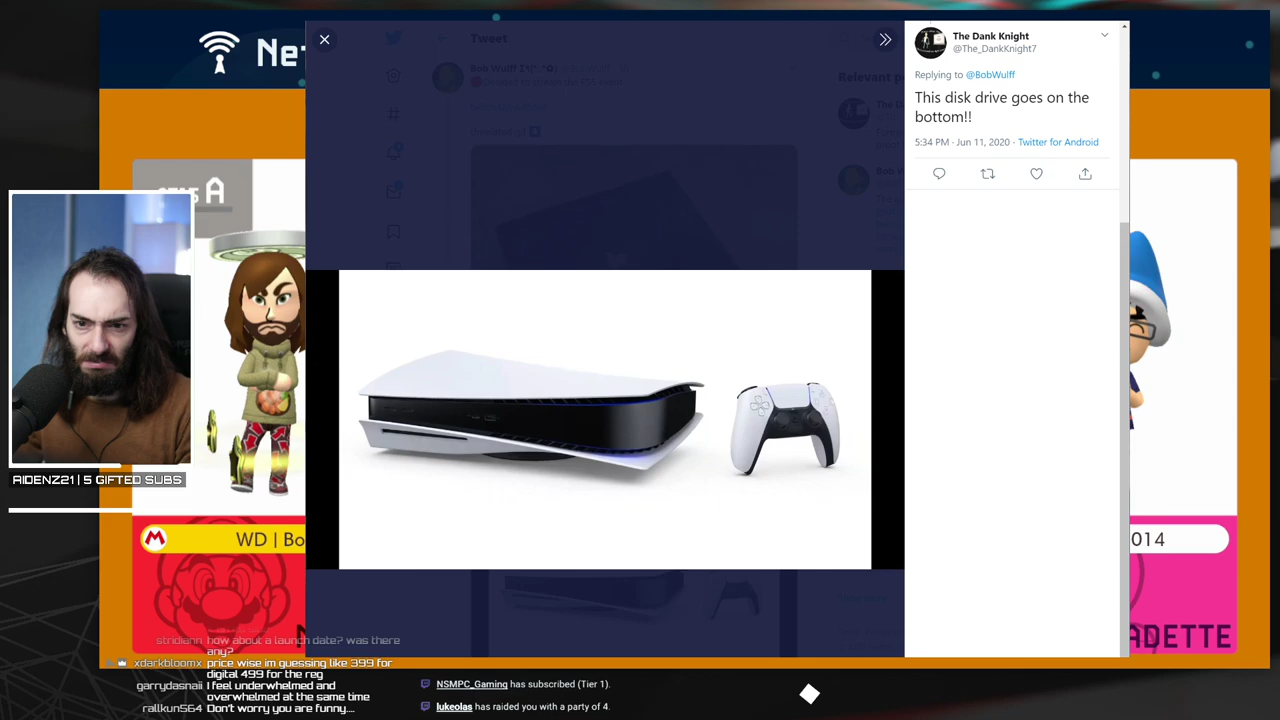 Ne
Tweet
The Dank Knight
@The_DankKnight7
Replying to @BobWulff
This disk drive goes on the
bottom!!
5:34 PM · Jun 11, 2020 · Twitter for Android
A
AIDENZ21 | 5 GIFTED SUBS
WD | Bo
014
ADETTE
stridiann how about a launch date? was there
any?
xdarkbloomx price wise im guessing like 399 for
digital 499 for the reg
garrydasnaii I feel underwhelmed and
overwhelmed at the same time
rallkun564 Don't worry you are funny....
NSMPC_Gaming has subscribed (Tier 1).
lukeolas has raided you with a party of 4.